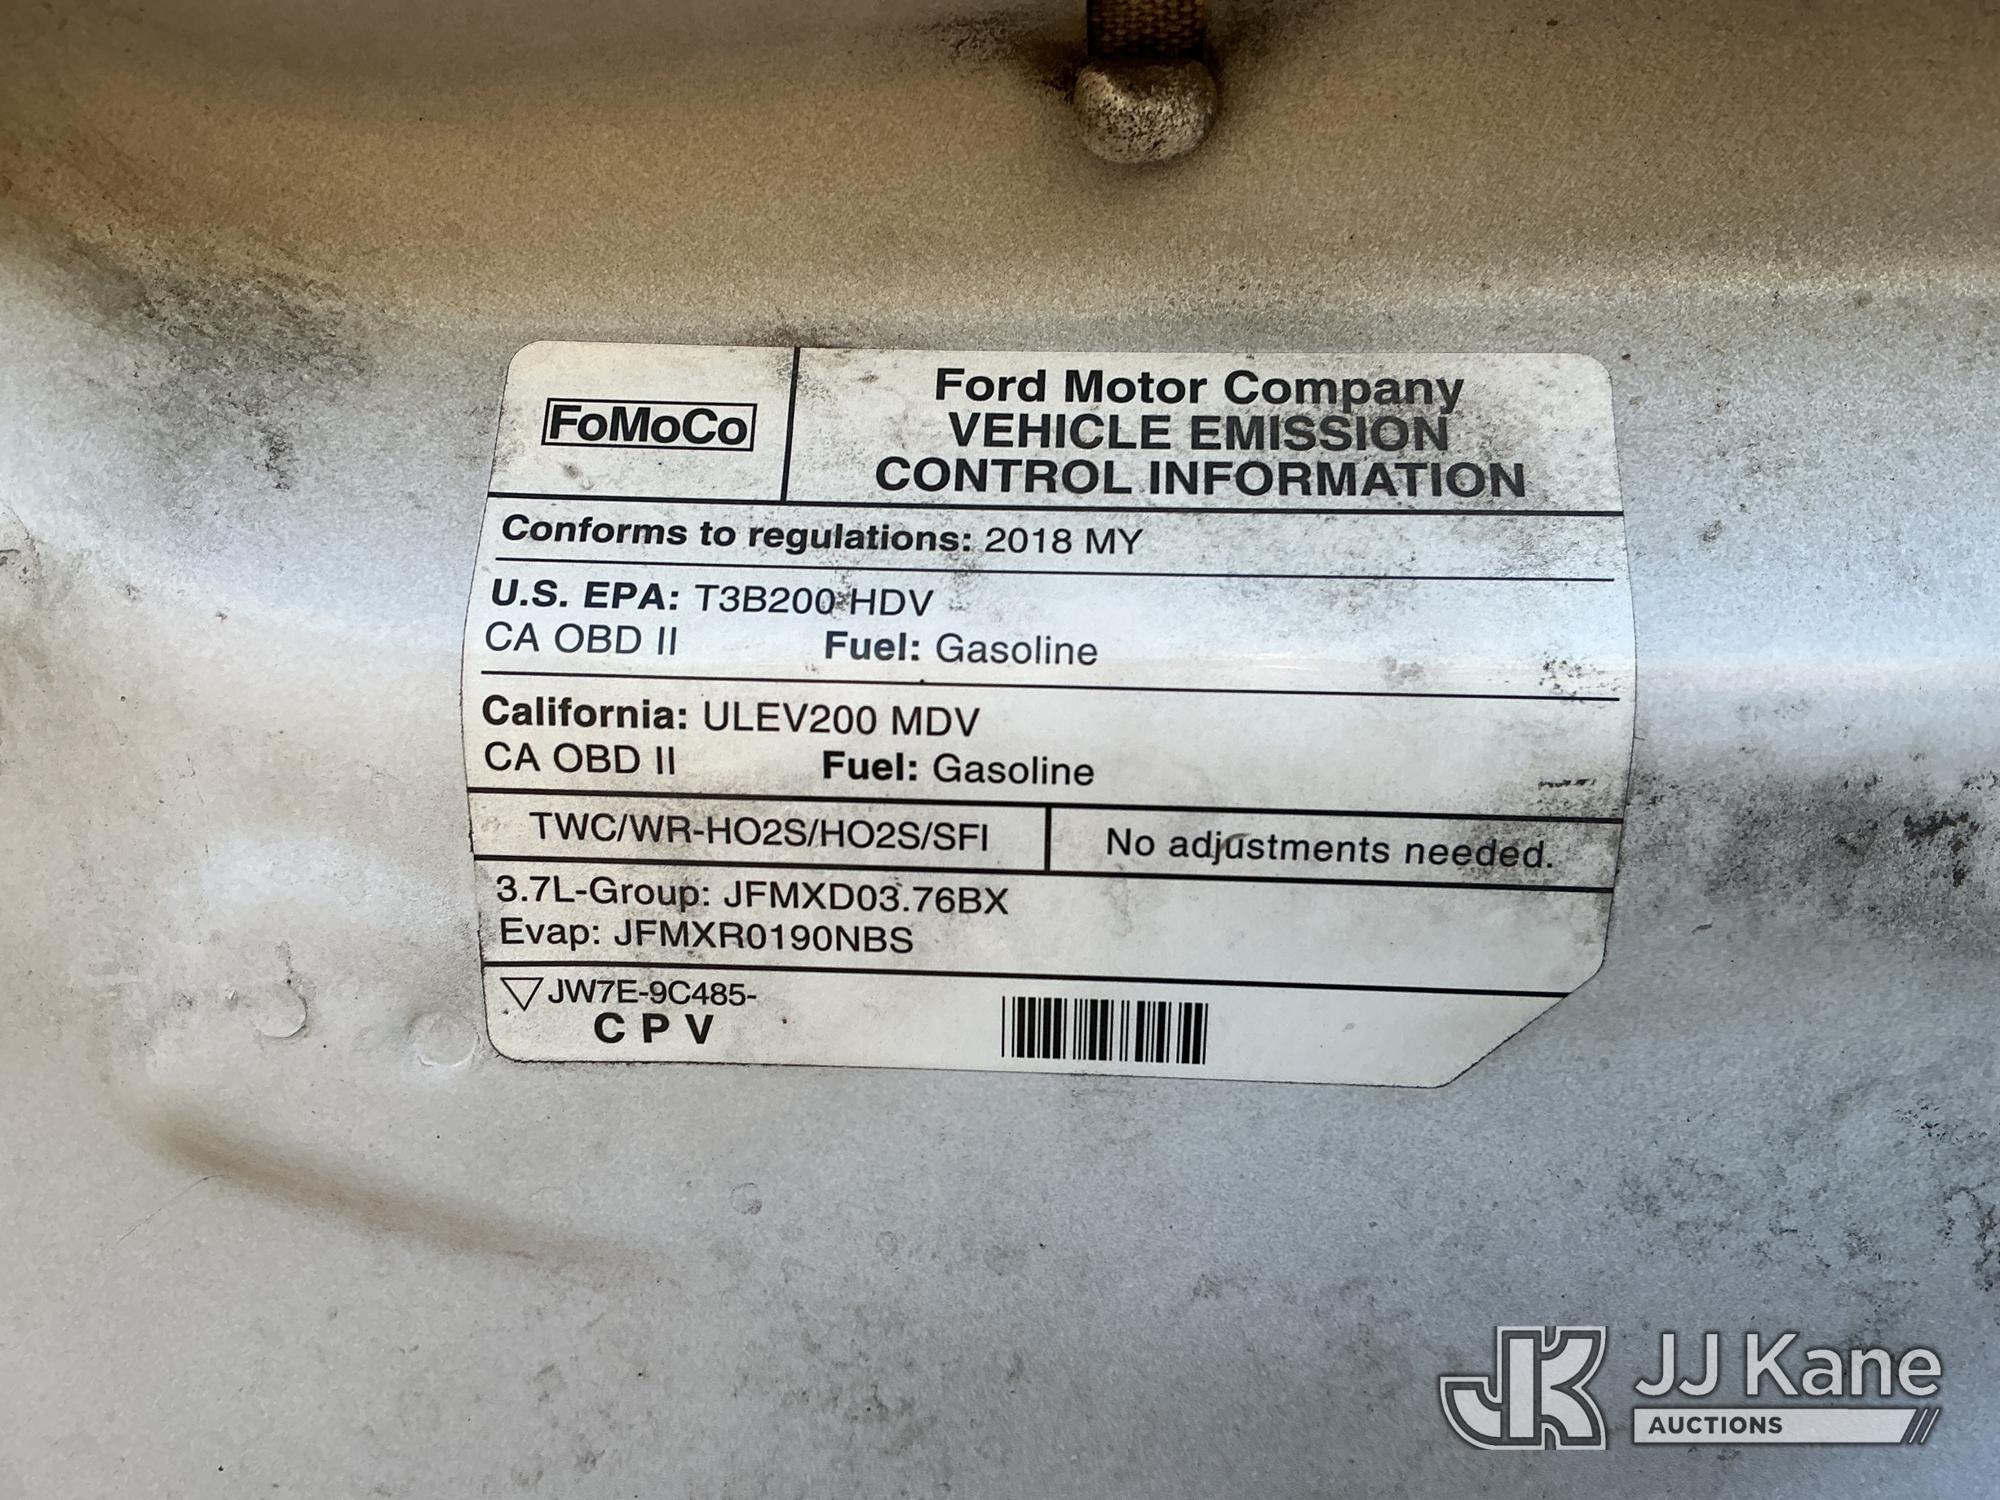 FoMoCo
Ford Motor Company
VEHICLE EMISSION
CONTROL INFORMATION
Conforms to regulations: 2018 MY
U.S. EPA: T3B200 HDV
CA OBD II Fuel: Gasoline
California: ULEV200 MDV
CA OBD II Fuel: Gasoline
TWC/WR-HO2S/HO2S/SFI No adjustments needed.
3.7L-Group: JFMXD03.76BX
Evap: JFMXR0190NBS
JW7E-9C485-
C P V
JK JJ Kane
AUCTIONS